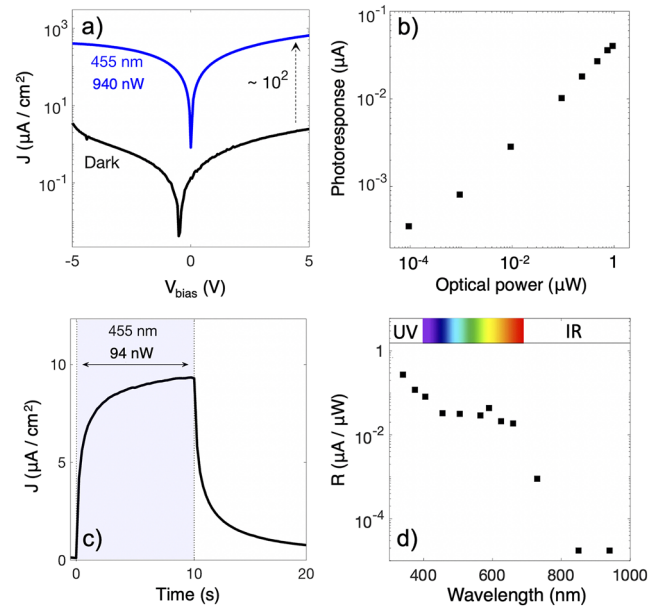 a)
455 nm
940 nW
~ 10²
Dark
10³
10¹
10⁻¹
J (µA / cm²)
-5
0
5
V_bias (V)
b)
10⁻¹
10⁻²
10⁻³
Photoresponse (µA)
10⁻⁴
10⁻²
1
Optical power (µW)
455 nm
94 nW
10
5
0
J (µA / cm²)
c)
0
10
20
Time (s)
UV
IR
1
10⁻²
10⁻⁴
R (µA / µW)
d)
400
600
800
1000
Wavelength (nm)